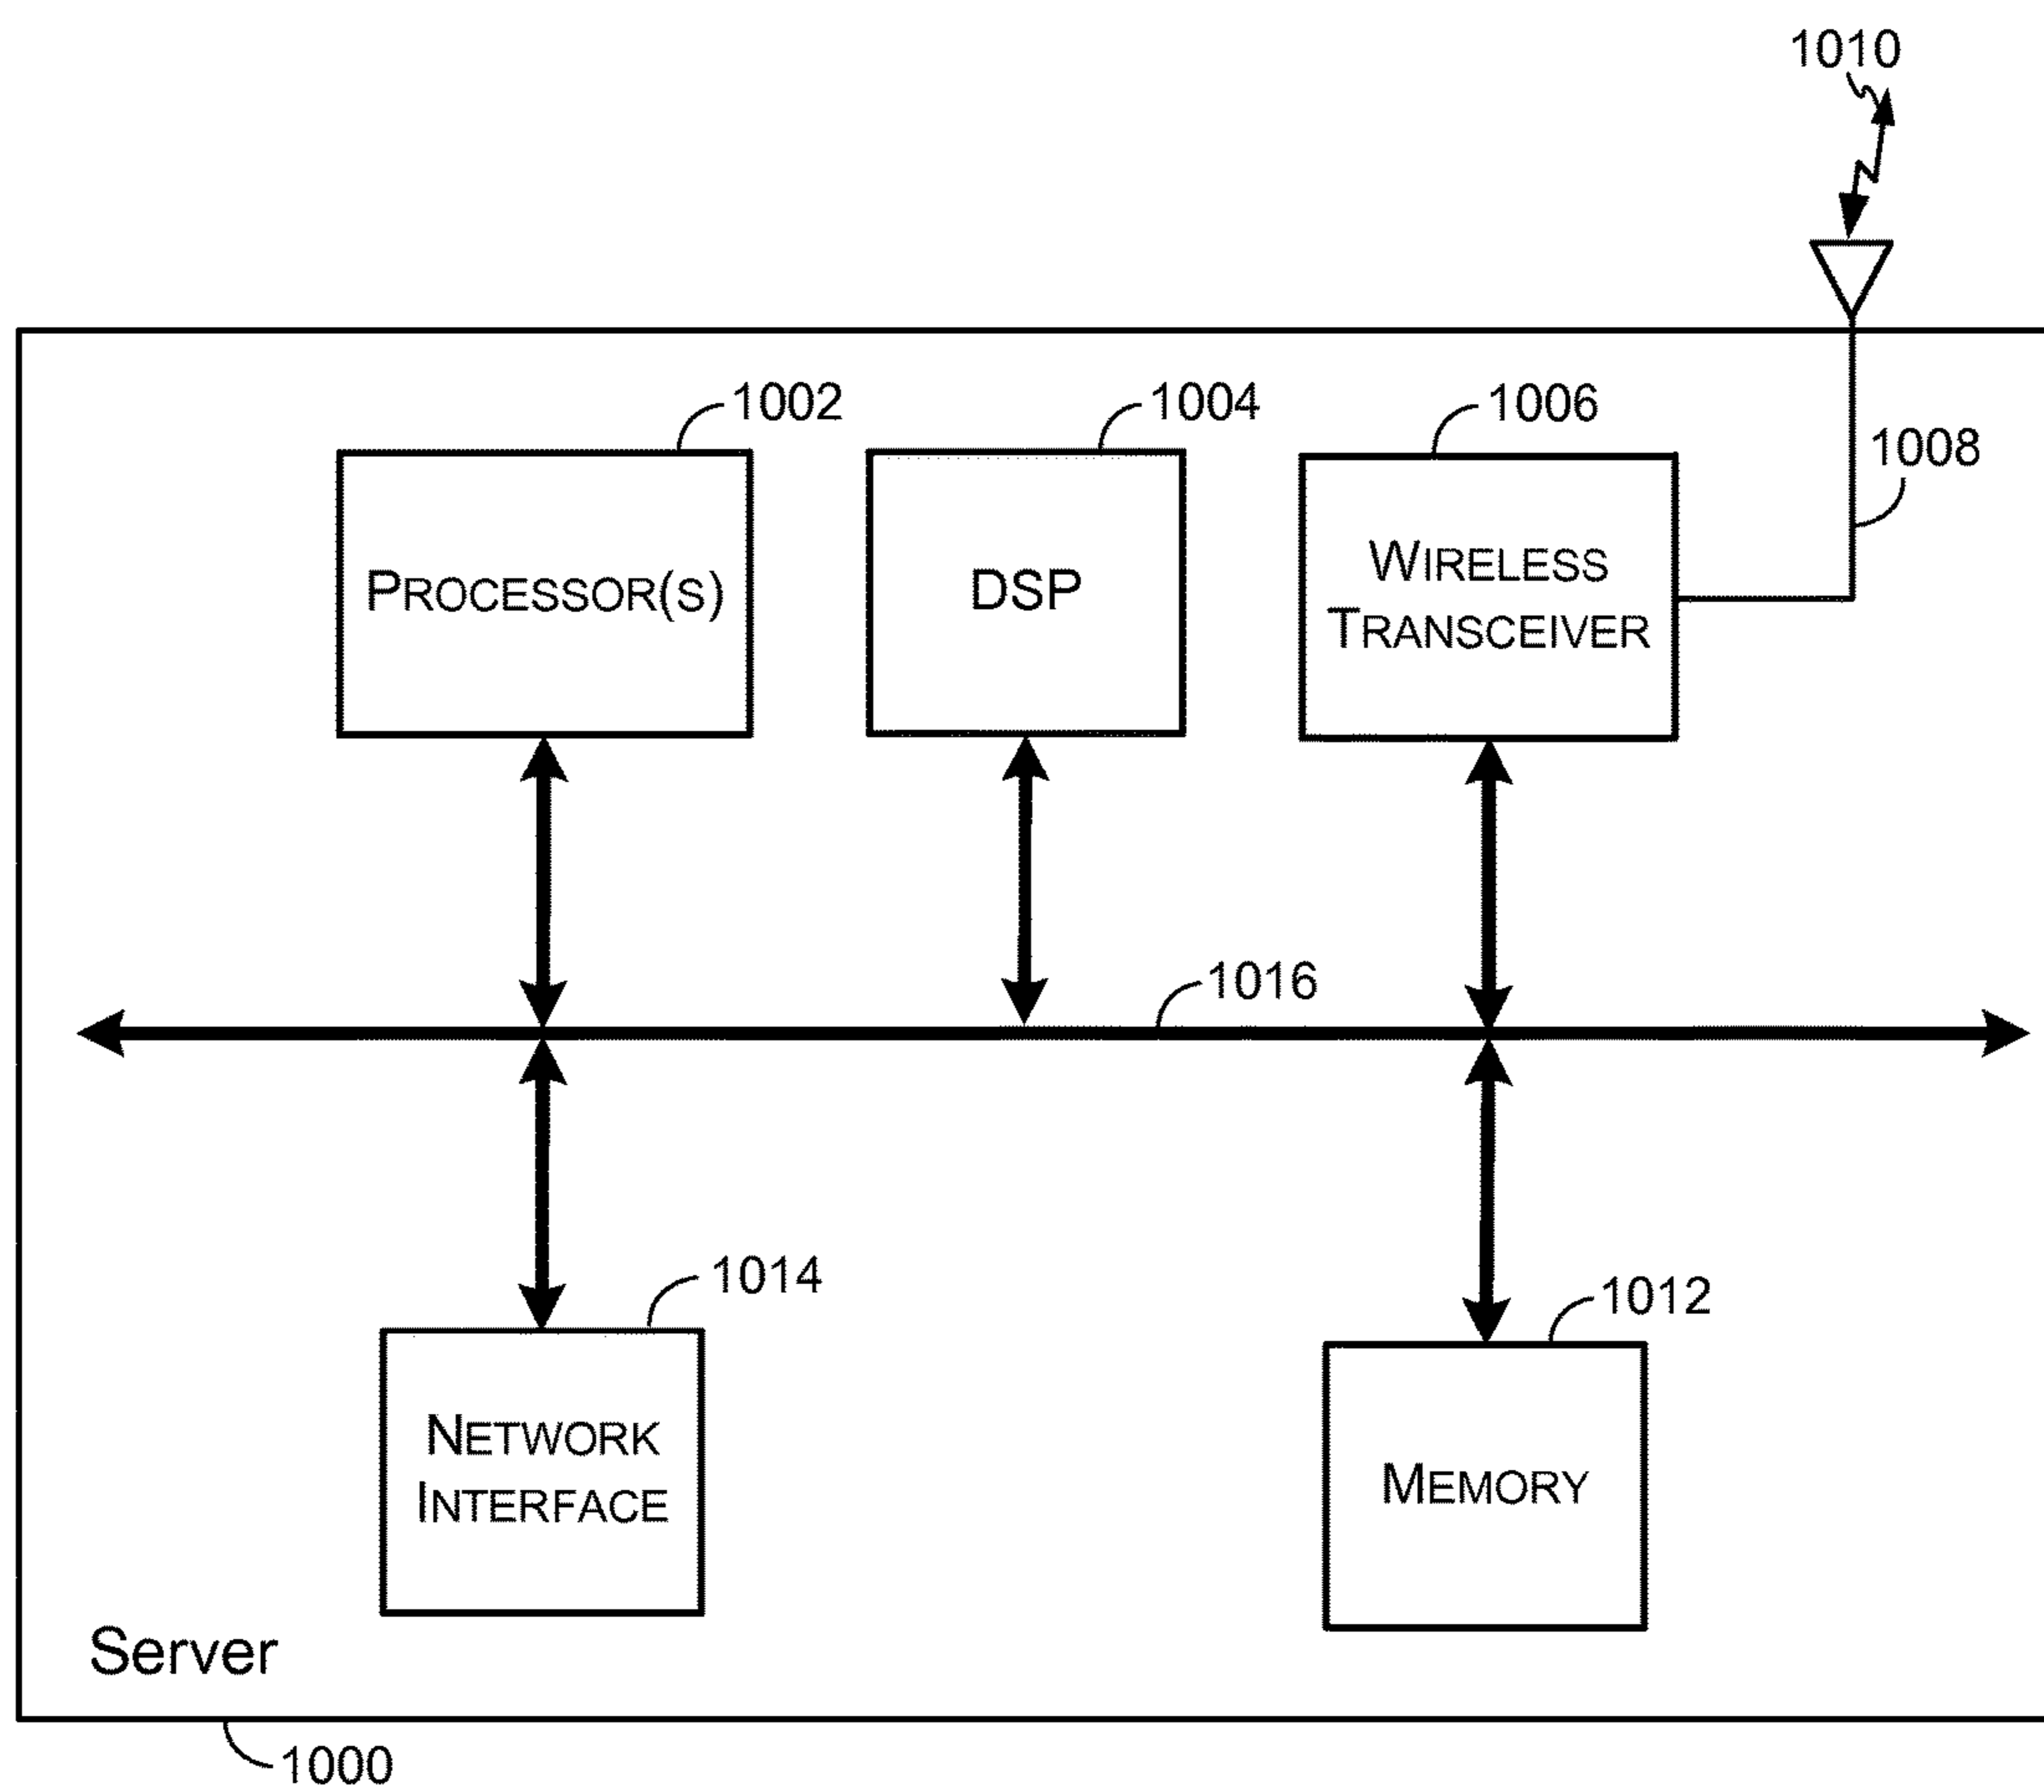 1010
1002
1004
1006
1008
PROCESSOR(S)
DSP
WIRELESS
TRANSCEIVER
1016
1014
1012
NETWORK
INTERFACE
MEMORY
Server
1000